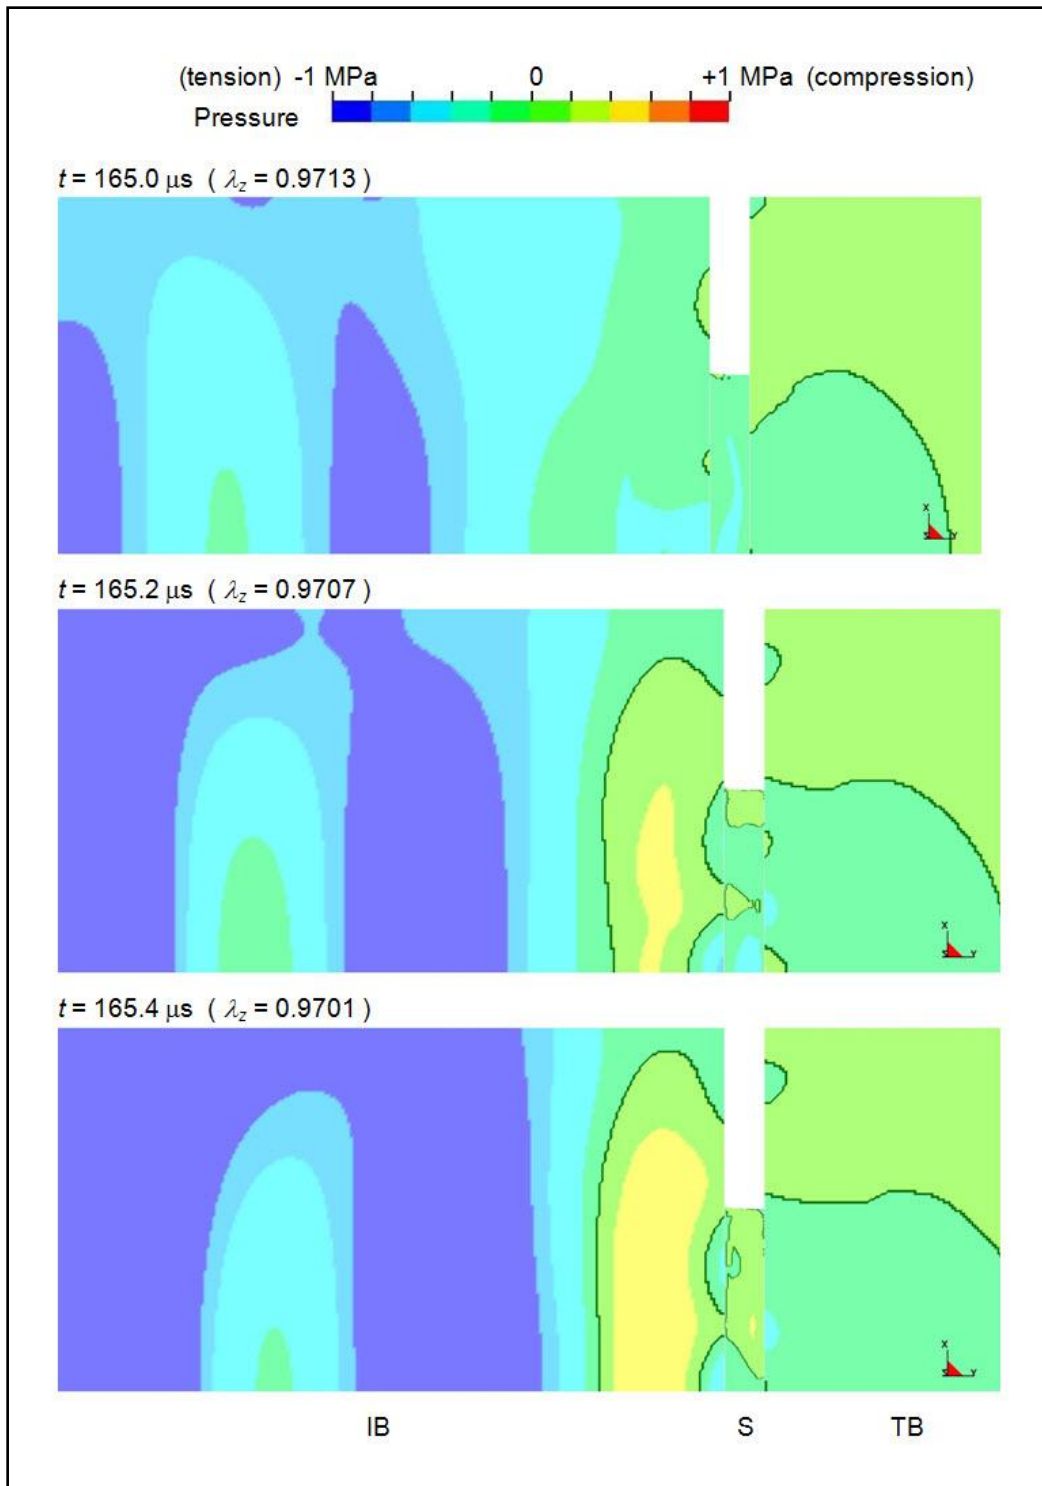 (tension) -1 MPa 0 +1 MPa (compression)
Pressure
t = 165.0 μs ( λz = 0.9713 )
X
Y
t = 165.2 μs ( λz = 0.9707 )
X
Y
t = 165.4 μs ( λz = 0.9701 )
X
Y
IB S TB